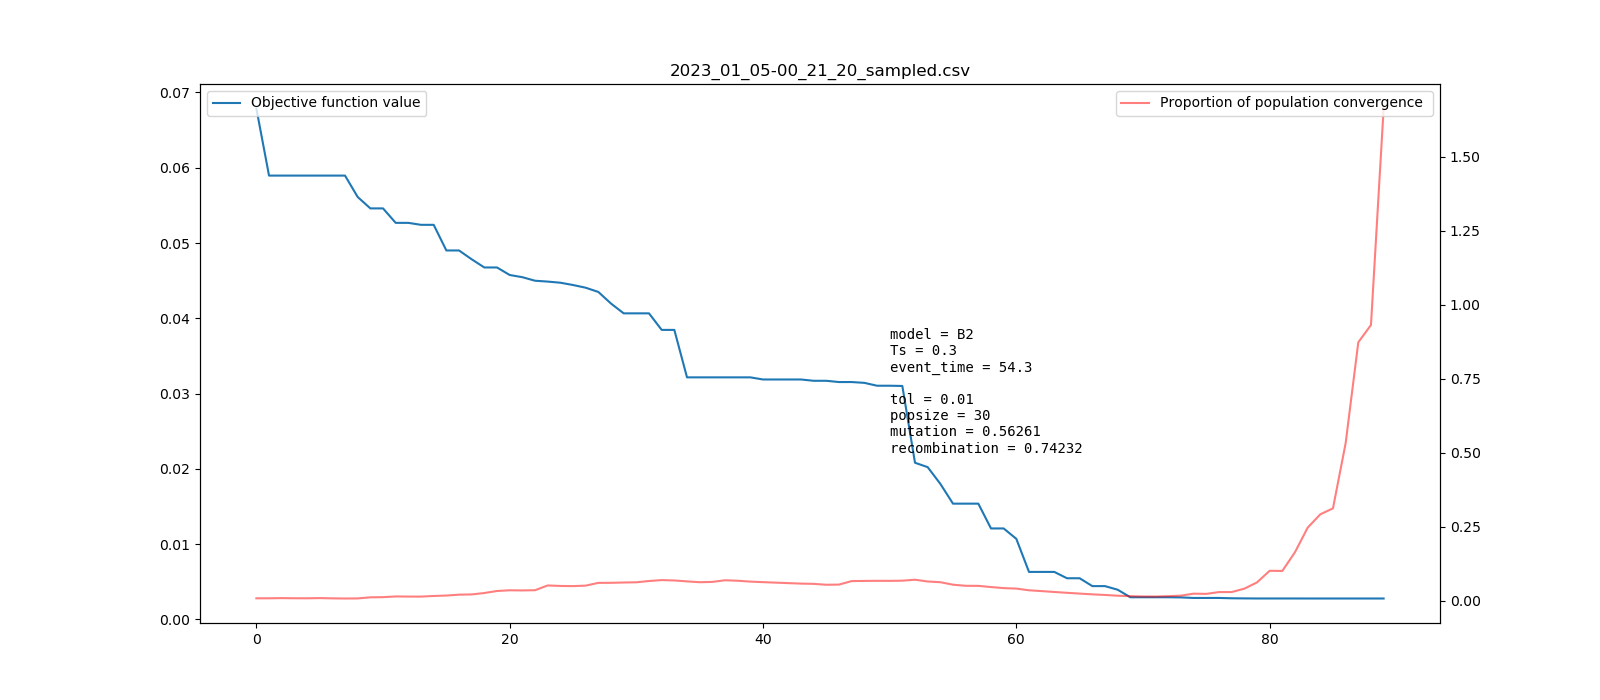 2023_01_05-00_21_20_sampled.csv
Objective function value
Proportion of population convergence
0.07
0.06
0.05
0.04
0.03
0.02
0.01
0.00
1.50
1.25
1.00
0.75
0.50
0.25
0.00
model = B2
Ts = 0.3
event_time = 54.3
tol = 0.01
popsize = 30
mutation = 0.56261
recombination = 0.74232
0
20
40
60
80